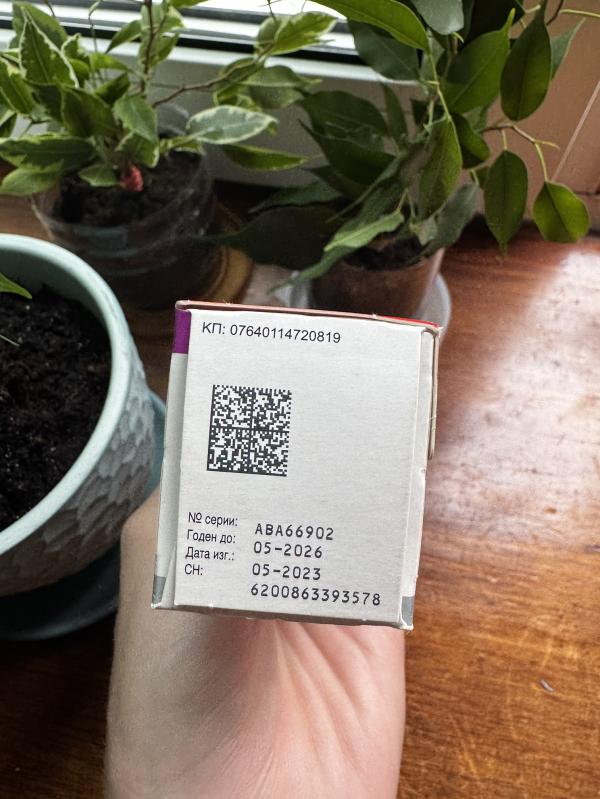 КП: 07640114720819
№ серии: ABA66902
Годен до: 05-2026
Дата изг.: 05-2023
СН: 6200863393578